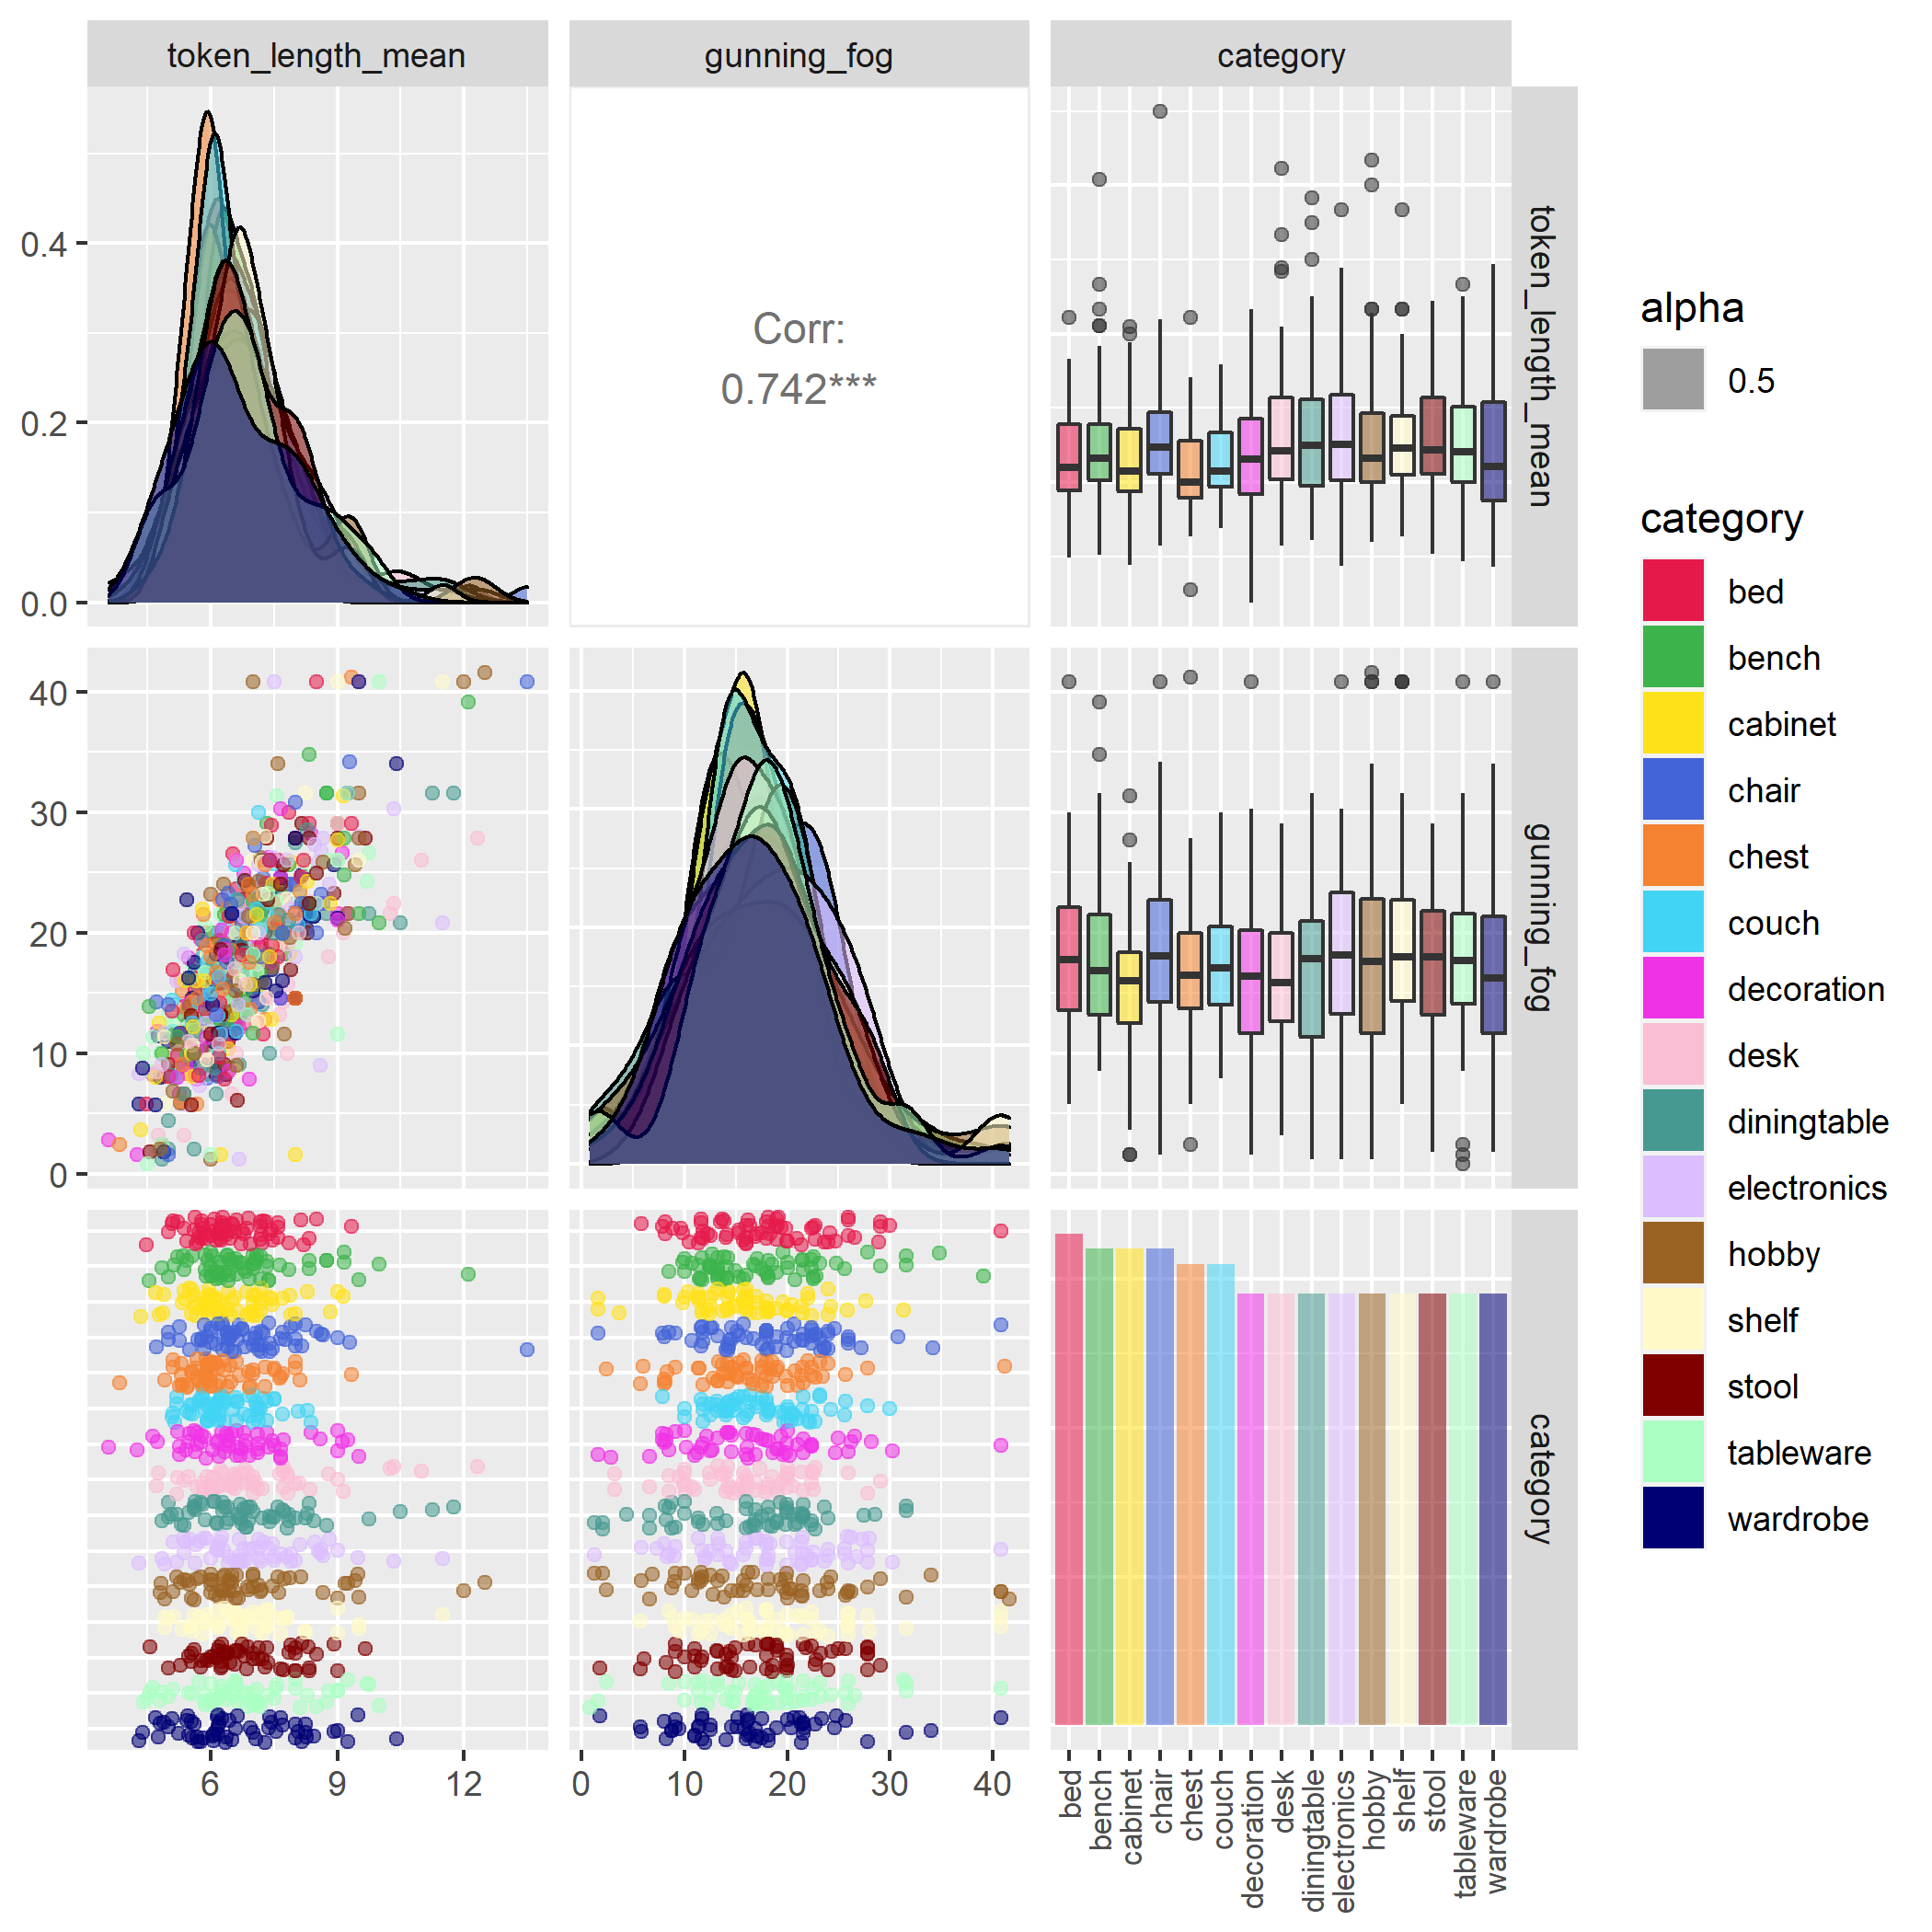 token_length_mean
gunning_fog
category
0.4
0.2
0.0
Corr:
0.742***
token_length_mean
40
30
20
10
0
gunning_fog
category
6
9
12
0
10
20
30
40
bed
bench
cabinet
chair
chest
couch
decoration
desk
diningtable
electronics
hobby
shelf
stool
tableware
wardrobe
alpha
0.5
category
bed
bench
cabinet
chair
chest
couch
decoration
desk
diningtable
electronics
hobby
shelf
stool
tableware
wardrobe